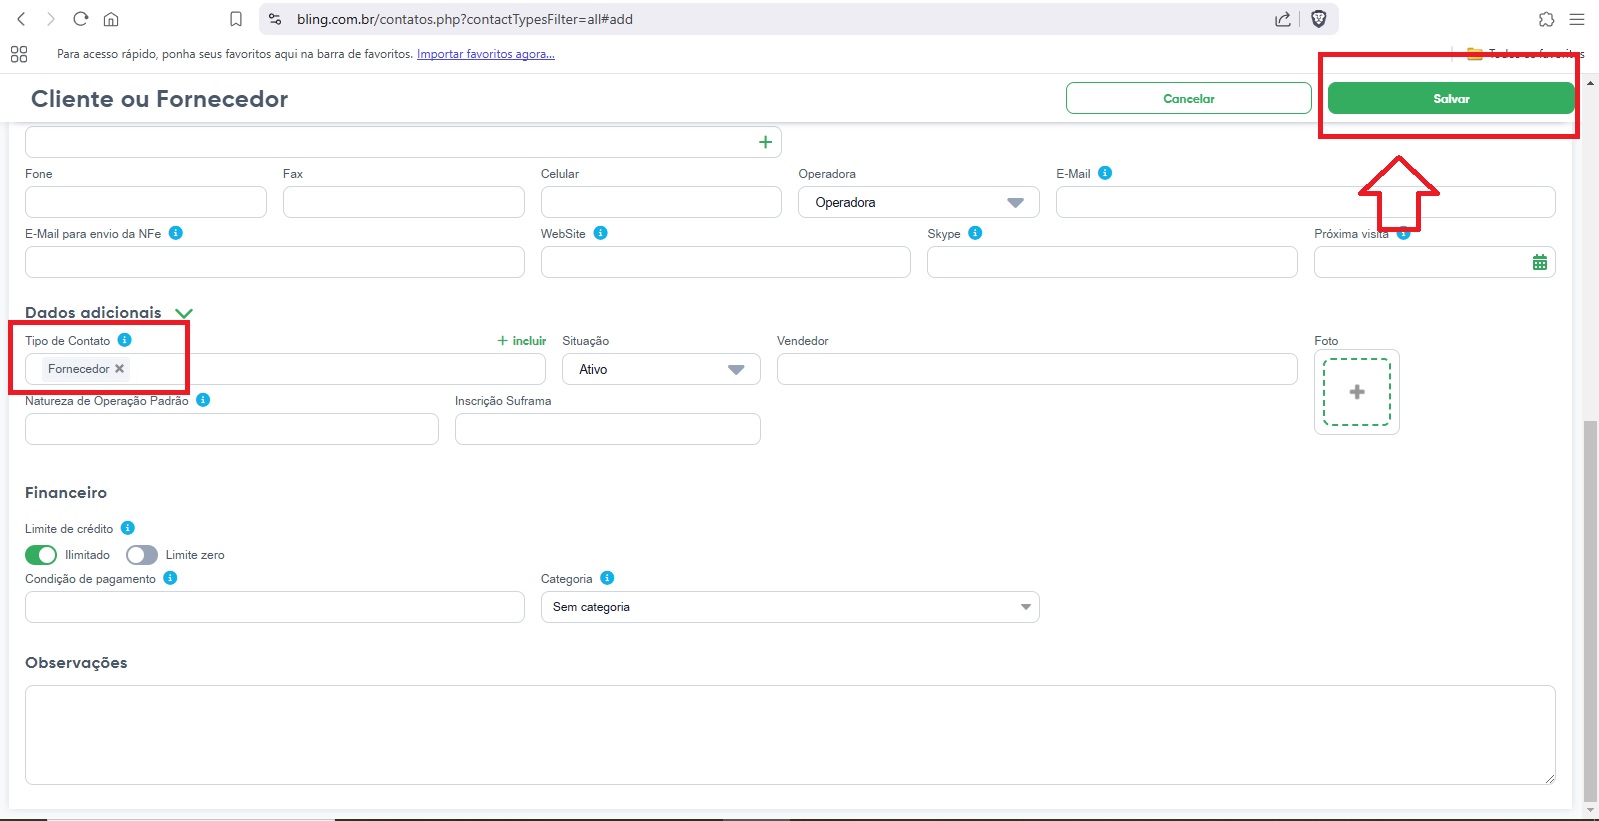 bling.com.br/contatos.php?contactTypesFilter=all#add
Para acesso rápido, ponha seus favoritos aqui na barra de favoritos. Importar favoritos agora...
Todos os favoritos
Cliente ou Fornecedor
Cancelar
Salvar
Fone
Fax
Celular
Operadora
E-Mail
Operadora
E-Mail para envio da NFe
WebSite
Skype
Próxima visita
Dados adicionais
Tipo de Contato
+ incluir
Situação
Vendedor
Foto
Fornecedor
Ativo
Natureza de Operação Padrão
Inscrição Suframa
Financeiro
Limite de crédito
Ilimitado
Limite zero
Condição de pagamento
Categoria
Sem categoria
Observações